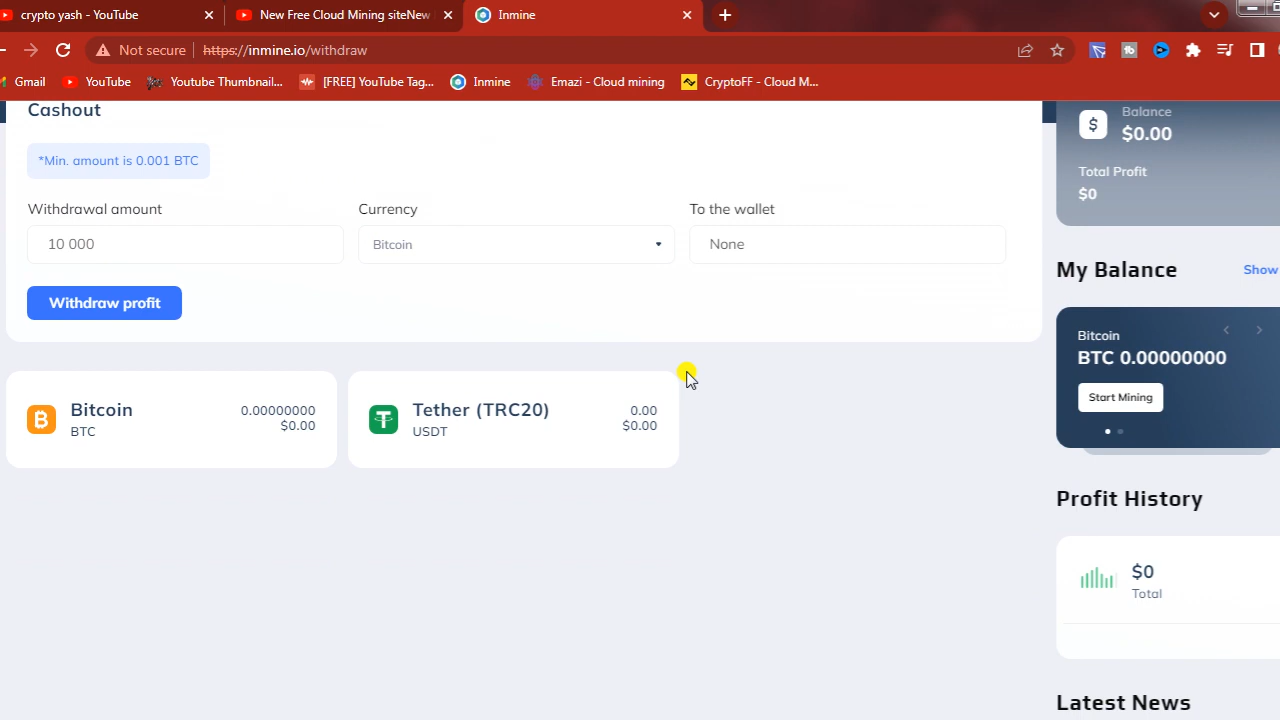 crypto yash - YouTube
New Free Cloud Mining siteNew
Inmine
Not secure
https://inmine.io/withdraw
Gmail
YouTube
Youtube Thumbnail...
[FREE] YouTube Tag...
Inmine
Emazi - Cloud mining
CryptoFF - Cloud M...
Cashout
*Min. amount is 0.001 BTC
Withdrawal amount
Currency
To the wallet
10 000
Bitcoin
None
Withdraw profit
Bitcoin
BTC
0.00000000
$0.00
Tether (TRC20)
USDT
0.00
$0.00
Balance
$0.00
Total Profit
$0
My Balance
Show
Bitcoin
BTC 0.00000000
Start Mining
Profit History
$0
Total
Latest News